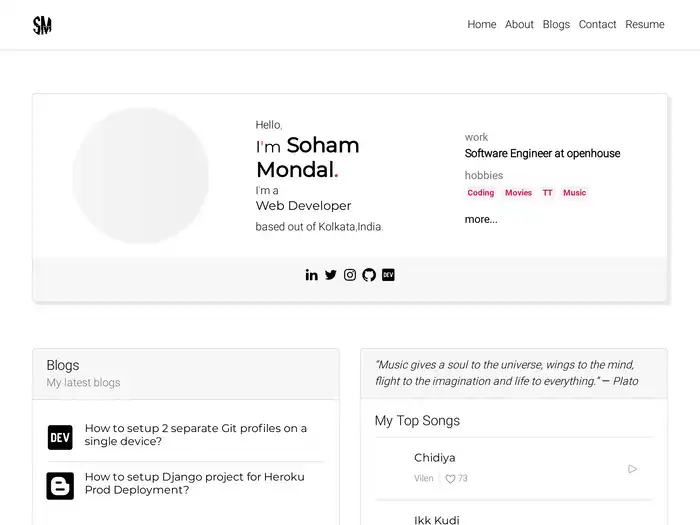 SM
Home About Blogs Contact Resume
Hello,
I'm Soham
Mondal.
I'm a
Web Developer
based out of Kolkata,India.
work
Software Engineer at openhouse
hobbies
Coding Movies TT Music
more...
in DEV
Blogs
My latest blogs
DEV How to setup 2 separate Git profiles on a
single device?
How to setup Django project for Heroku
Prod Deployment?
“Music gives a soul to the universe, wings to the mind,
flight to the imagination and life to everything.” — Plato
My Top Songs
Chidiya
Vilen 73
Ikk Kudi